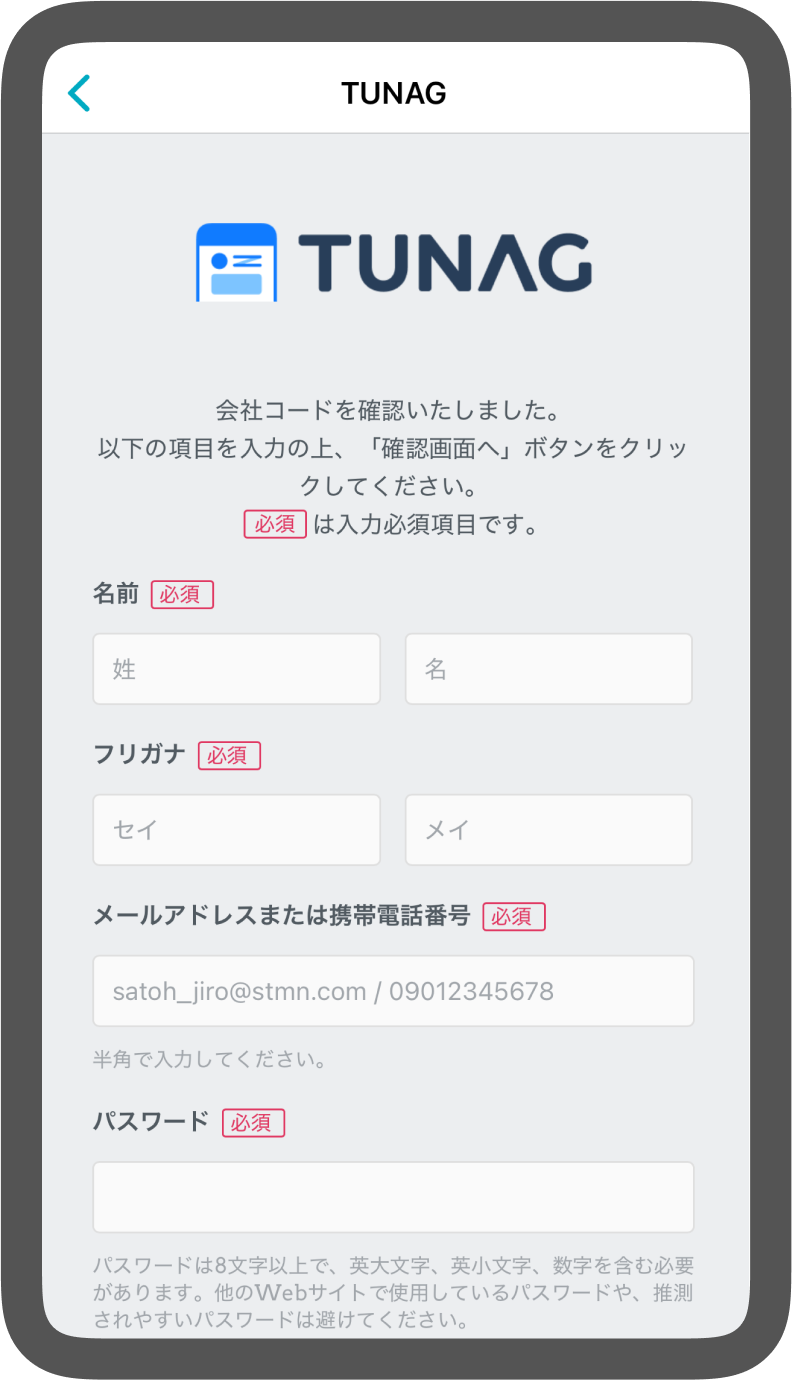 TUNAG
TUNAG
会社コードを確認いたしました。
以下の項目を入力の上、「確認画面へ」ボタンをクリッ
クしてください。
必須 は入力必須項目です。
名前 必須
姓 名
フリガナ 必須
セイ メイ
メールアドレスまたは携帯電話番号 必須
satoh_jiro@stmn.com / 09012345678
半角で入力してください。
パスワード 必須
パスワードは8文字以上で、英大文字、英小文字、数字を含む必要
があります。他のWebサイトで使用しているパスワードや、推測
されやすいパスワードは避けてください。